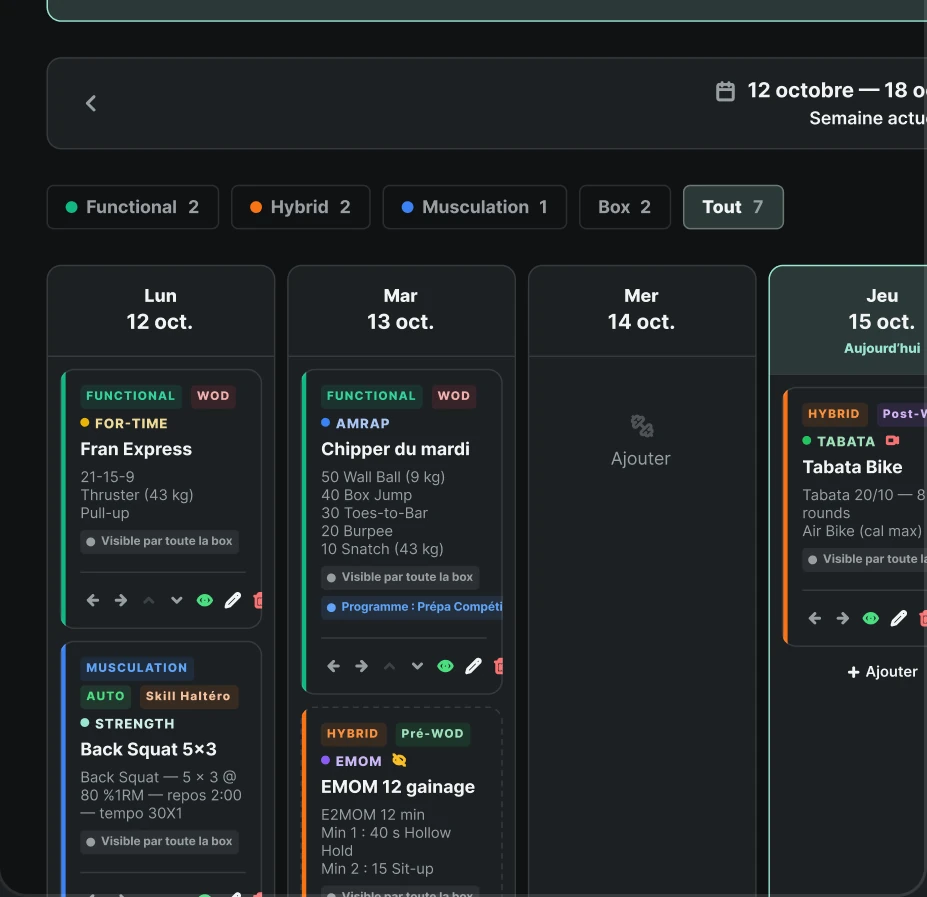 12 octobre — 18 o
Semaine actu
Functional 2
Hybrid 2
Musculation 1
Box 2
Tout 7
Lun
12 oct.
FUNCTIONAL WOD
FOR-TIME
Fran Express
21-15-9
Thruster (43 kg)
Pull-up
Visible par toute la box
MUSCULATION
AUTO Skill Haltéro
STRENGTH
Back Squat 5×3
Back Squat — 5 × 3 @
80 %1RM — repos 2:00
— tempo 30X1
Visible par toute la box
Mar
13 oct.
FUNCTIONAL WOD
AMRAP
Chipper du mardi
50 Wall Ball (9 kg)
40 Box Jump
30 Toes-to-Bar
20 Burpee
10 Snatch (43 kg)
Visible par toute la box
Programme : Prépa Compéti
HYBRID Pré-WOD
EMOM
EMOM 12 gainage
E2MOM 12 min
Min 1 : 40 s Hollow
Hold
Min 2 : 15 Sit-up
Visible par toute la box
Mer
14 oct.
Ajouter
Jeu
15 oct.
Aujourd'hui
HYBRID Post-W
TABATA
Tabata Bike
Tabata 20/10 — 8
rounds
Air Bike (cal max)
Visible par toute la
+ Ajouter